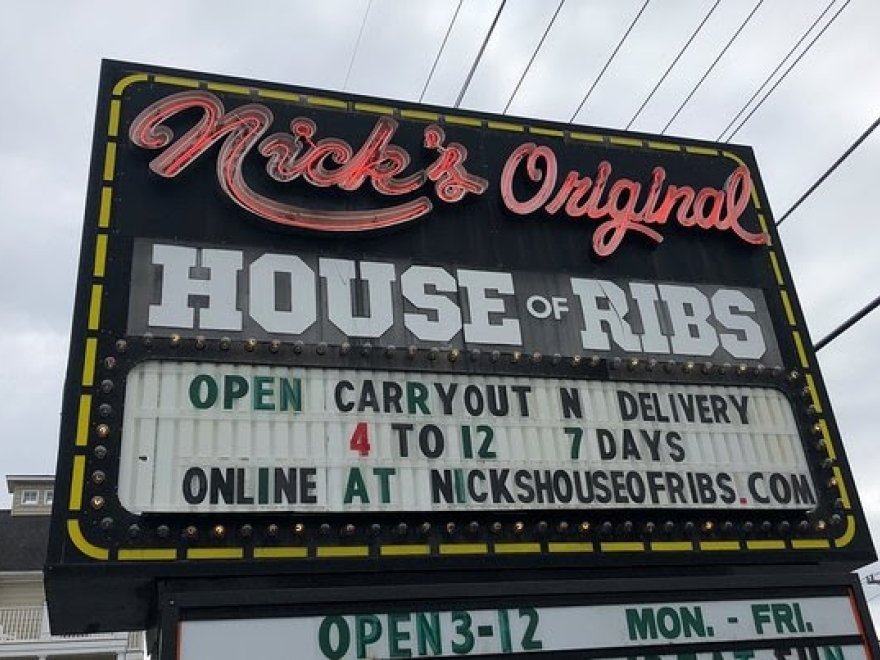 Nick's Original
HOUSE OF RIBS
OPEN CARRYOUT N DELIVERY
4 TO 12 7 DAYS
ONLINE AT NICKSHOUSEOFRIBS.COM
OPEN 3-12 MON. - FRI.
SUN